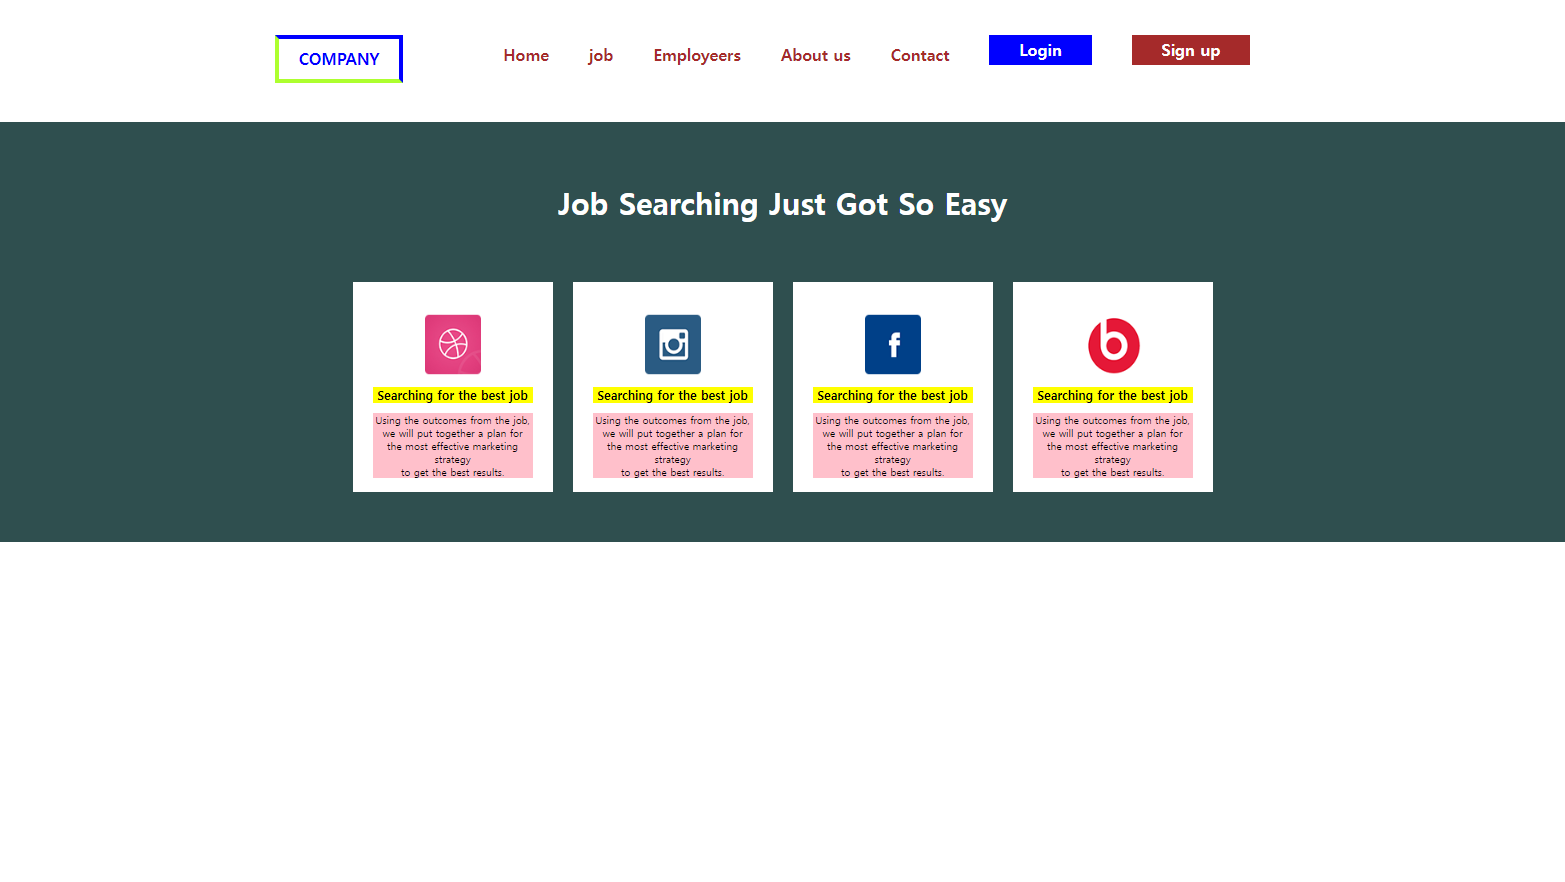 COMPANY
Home job Employeers About us Contact Login Sign up
Job Searching Just Got So Easy
Searching for the best job
Using the outcomes from the job,
we will put together a plan for
the most effective marketing
strategy
to get the best results.
Searching for the best job
Using the outcomes from the job,
we will put together a plan for
the most effective marketing
strategy
to get the best results.
Searching for the best job
Using the outcomes from the job,
we will put together a plan for
the most effective marketing
strategy
to get the best results.
Searching for the best job
Using the outcomes from the job,
we will put together a plan for
the most effective marketing
strategy
to get the best results.